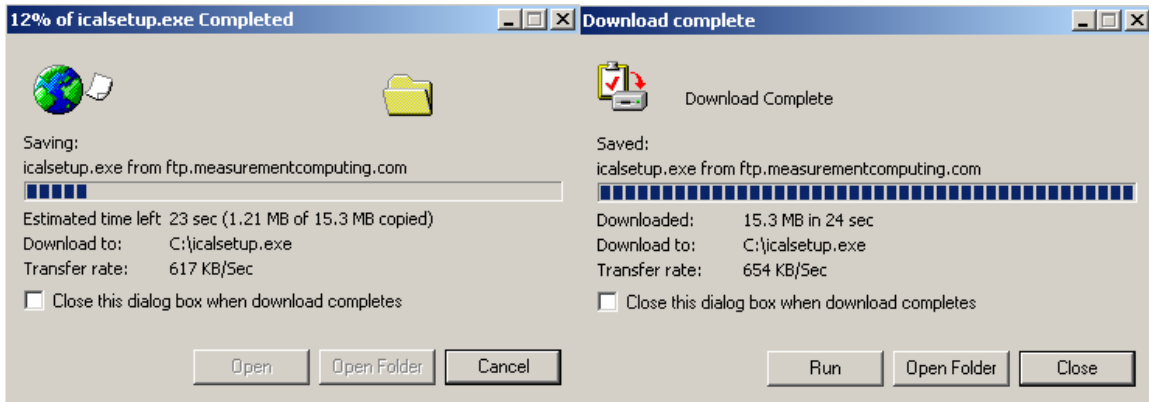 12% of icalsetup.exe Completed
Saving:
icalsetup.exe from ftp.measurementcomputing.com
Estimated time left 23 sec (1.21 MB of 15.3 MB copied)
Download to: C:\icalsetup.exe
Transfer rate: 617 KB/Sec
Close this dialog box when download completes
Open Open Folder Cancel
Download complete
Download Complete
Saved:
icalsetup.exe from ftp.measurementcomputing.com
Downloaded: 15.3 MB in 24 sec
Download to: C:\icalsetup.exe
Transfer rate: 654 KB/Sec
Close this dialog box when download completes
Run Open Folder Close